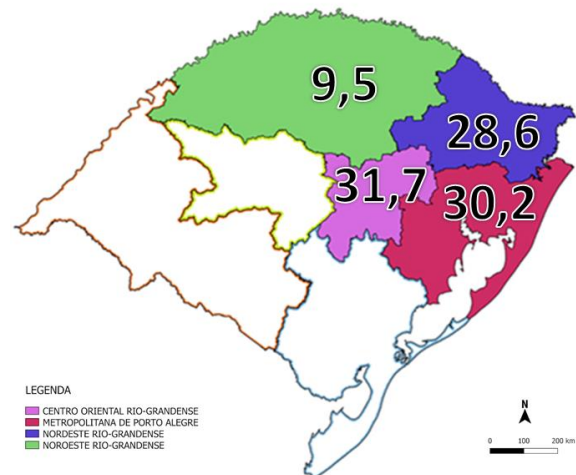 9,5
28,6
31,7
30,2
LEGENDA
CENTRO ORIENTAL RIO-GRANDENSE
METROPOLITANA DE PORTO ALEGRE
NORDESTE RIO-GRANDENSE
NOROESTE RIO-GRANDENSE
N
0 100 200 km